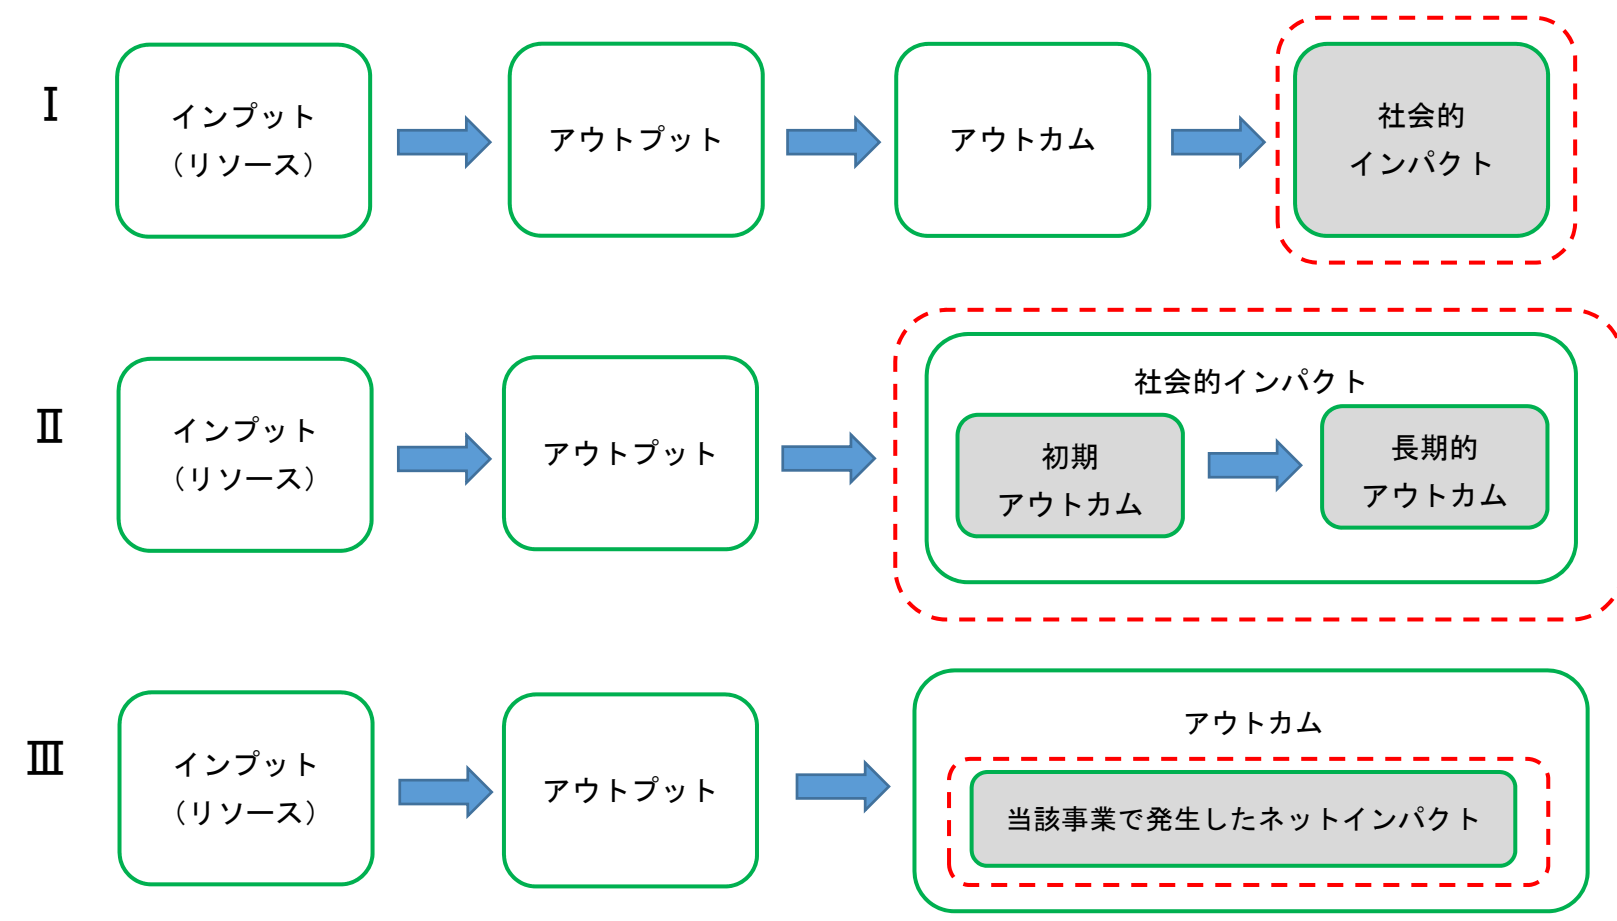 Ⅰ
インプット
（リソース）
アウトプット
アウトカム
社会的
インパクト
Ⅱ
インプット
（リソース）
アウトプット
社会的インパクト
初期
アウトカム
長期的
アウトカム
Ⅲ
インプット
（リソース）
アウトプット
アウトカム
当該事業で発生したネットインパクト